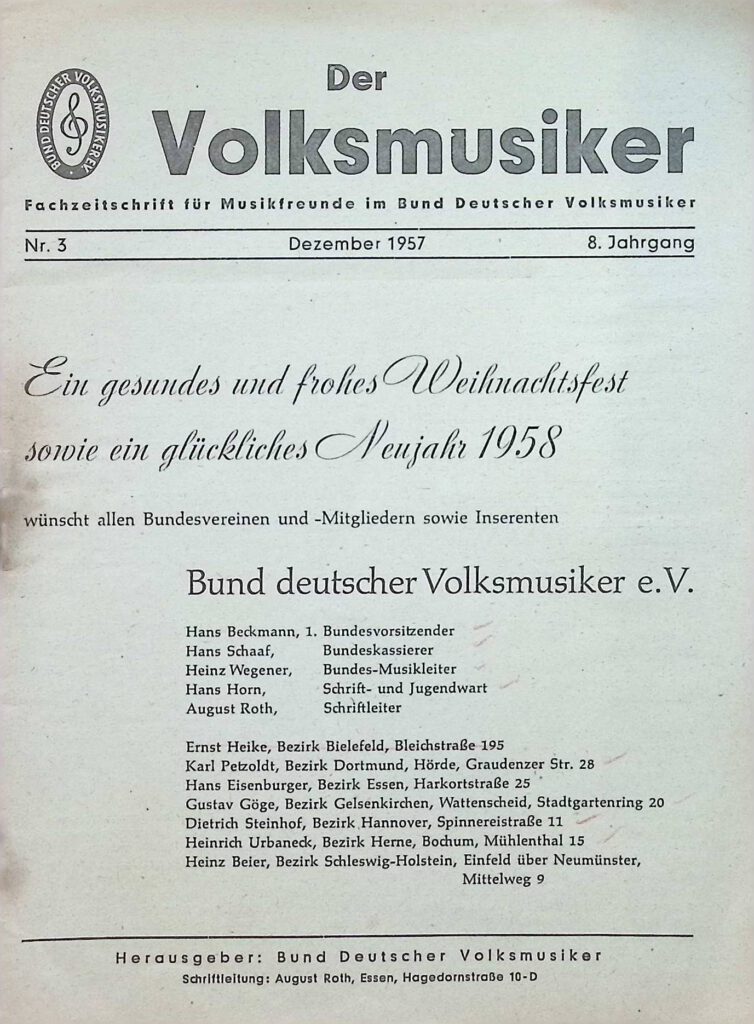 Der
BUND DEUTSCHER VOLKSMUSIKER E.V.
Volksmusiker
Fachzeitschrift für Musikfreunde im Bund Deutscher Volksmusiker
Nr. 3 Dezember 1957 8. Jahrgang
Ein gesundes und frohes Weihnachtsfest
sowie ein glückliches Neujahr 1958
wünscht allen Bundesvereinen und -Mitgliedern sowie Inserenten
Bund deutscher Volksmusiker e.V.
Hans Beckmann, 1. Bundesvorsitzender
Hans Schaaf, Bundeskassierer
Heinz Wegener, Bundes-Musikleiter
Hans Horn, Schrift- und Jugendwart
August Roth, Schriftleiter
Ernst Heike, Bezirk Bielefeld, Bleichstraße 195
Karl Petzoldt, Bezirk Dortmund, Hörde, Graudenzer Str. 28
Hans Eisenburger, Bezirk Essen, Harkortstraße 25
Gustav Göge, Bezirk Gelsenkirchen, Wattenscheid, Stadtgartenring 20
Dietrich Steinhof, Bezirk Hannover, Spinnereistraße 11
Heinrich Urbaneck, Bezirk Herne, Bochum, Mühlenthal 15
Heinz Beier, Bezirk Schleswig-Holstein, Einfeld über Neumünster,
Mittelweg 9
Herausgeber: Bund Deutscher Volksmusiker
Schriftleitung: August Roth, Essen, Hagedornstraße 10-D